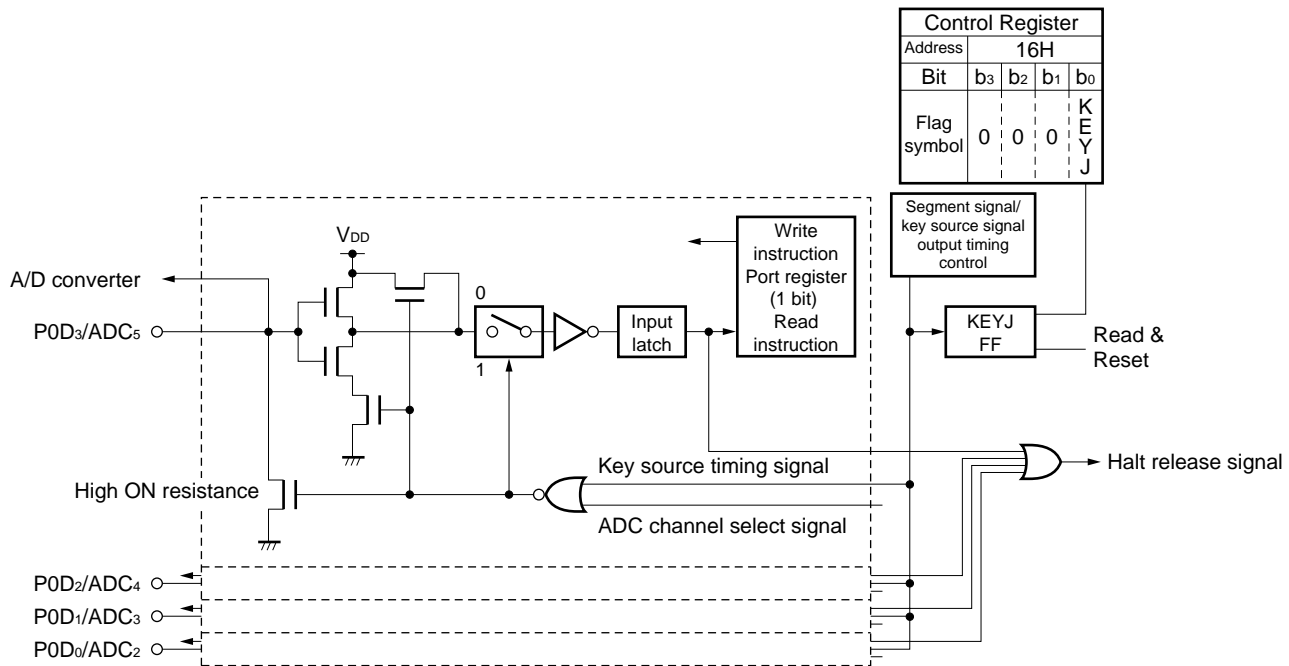 Control Register
Address 16H
Bit b3 b2 b1 b0
Flag symbol 0 0 0 KEYJ
Segment signal/
key source signal
output timing
control
VDD
Write
instruction
Port register
(1 bit)
Read
instruction
A/D converter
P0D3/ADC5
0
1
Input
latch
KEYJ
FF
Read &
Reset
Key source timing signal
Halt release signal
High ON resistance
ADC channel select signal
P0D2/ADC4
P0D1/ADC3
P0D0/ADC2